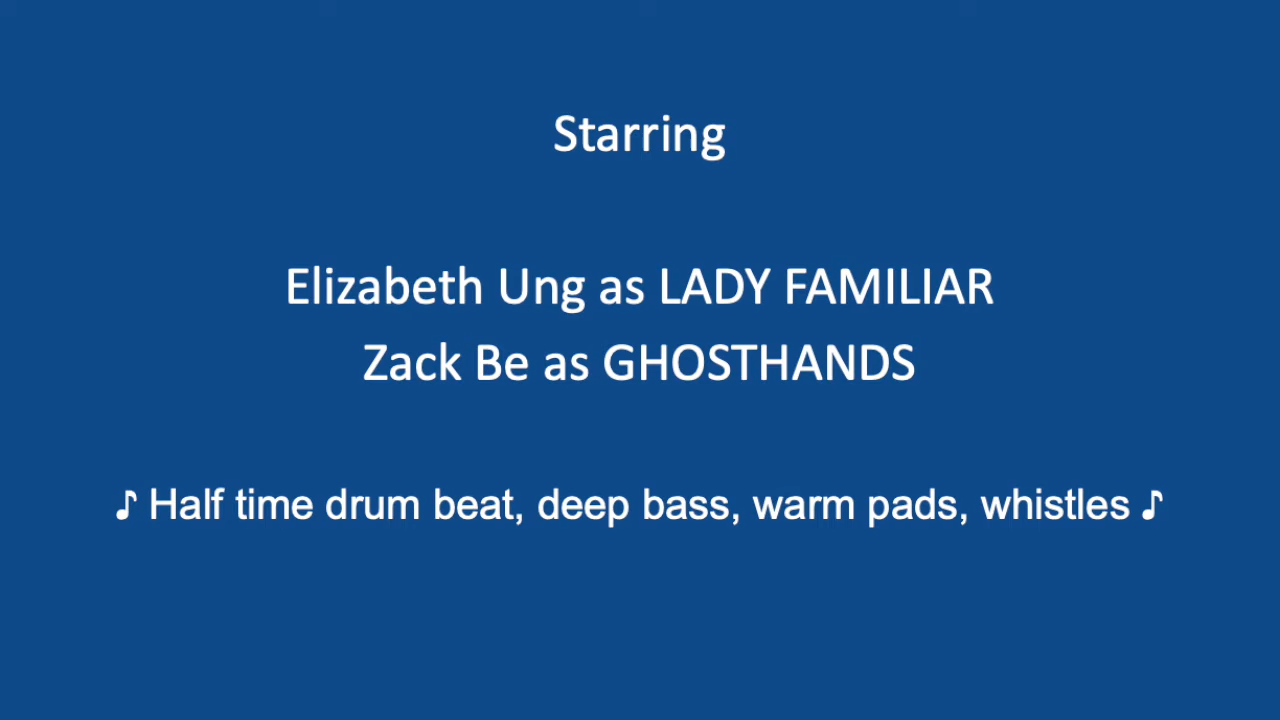 Starring
Elizabeth Ung as LADY FAMILIAR
Zack Be as GHOSTHANDS
♪ Half time drum beat, deep bass, warm pads, whistles ♪